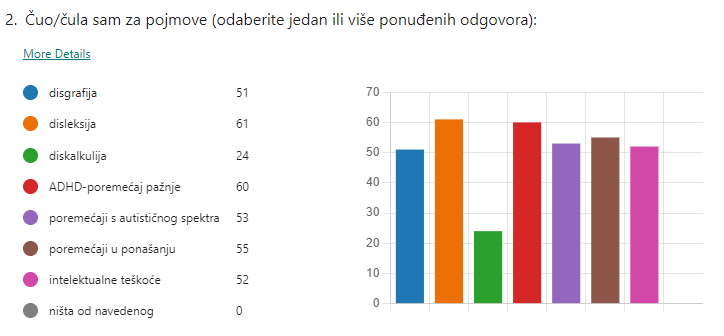 2. Čuo/čula sam za pojmove (odaberite jedan ili više ponuđenih odgovora):
More Details
disgrafija 51
disleksija 61
diskalkulija 24
ADHD-poremećaj pažnje 60
poremećaji s autističnog spektra 53
poremećaji u ponašanju 55
intelektualne teškoće 52
ništa od navedenog 0
70
60
50
40
30
20
10
0